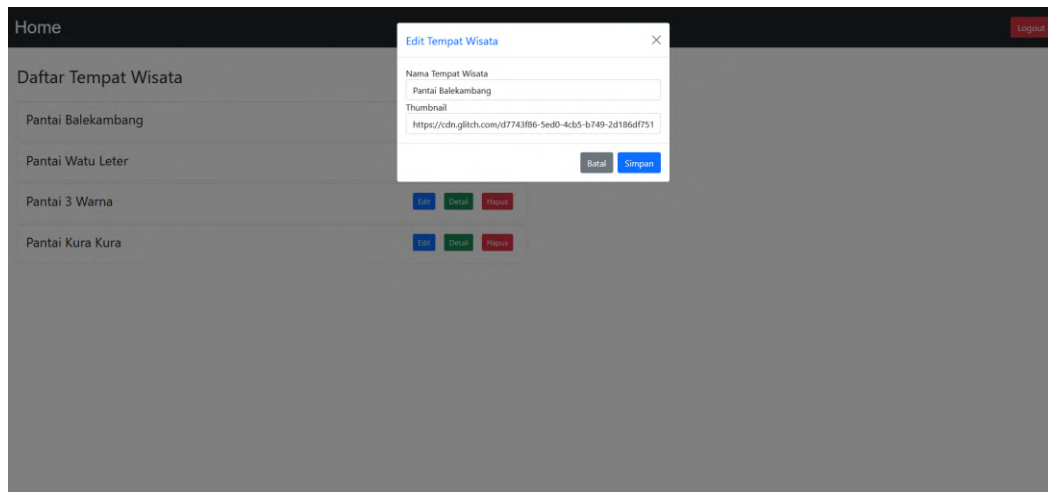 Home
Logout
Edit Tempat Wisata
Nama Tempat Wisata
Pantai Balekambang
Thumbnail
https://cdn.glitch.com/d7743f86-5ed0-4cb5-b749-2d186df751
Batal Simpan
Daftar Tempat Wisata
Pantai Balekambang
Pantai Watu Leter
Pantai 3 Warna Edit Detail Hapus
Pantai Kura Kura Edit Detail Hapus